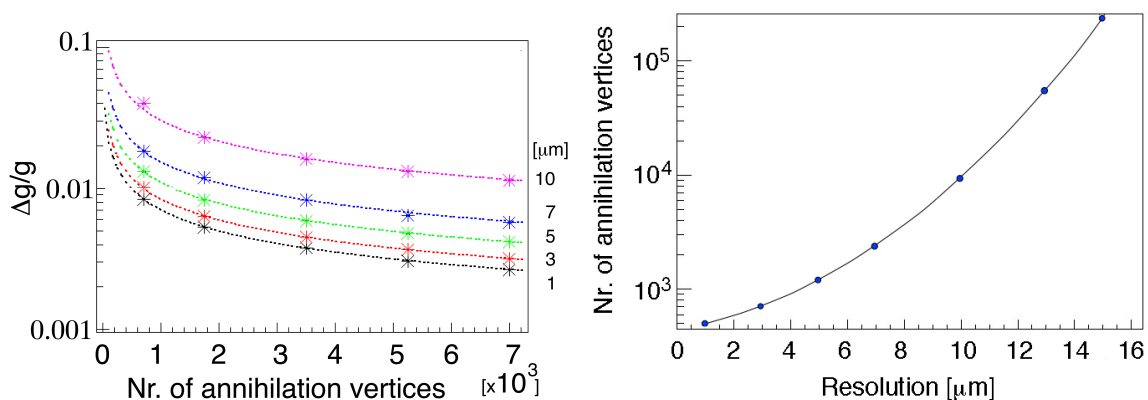 0.1
0.01
0.001
Δg/g
0 1 2 3 4 5 6 7
Nr. of annihilation vertices [x10³]
[μm]
10
7
5
3
1
10⁵
10⁴
10³
Nr. of annihilation vertices
0 2 4 6 8 10 12 14 16
Resolution [μm]